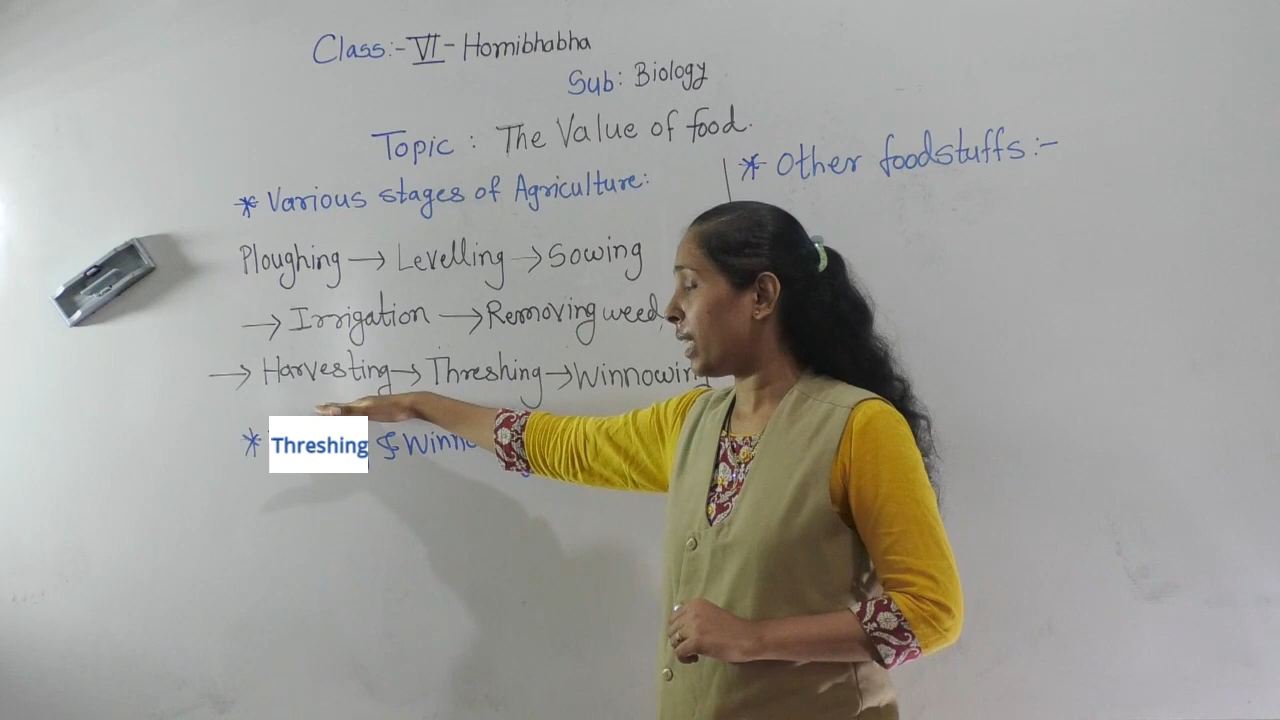 Class:- VI - Homibhabha
Sub: Biology
Topic : The Value of food.
* Various stages of Agriculture:
Ploughing → Levelling → Sowing
→ Irrigation → Removing weed
→ Harvesting → Threshing → Winnowing
* Threshing & Winno
* Other foodstuffs :-